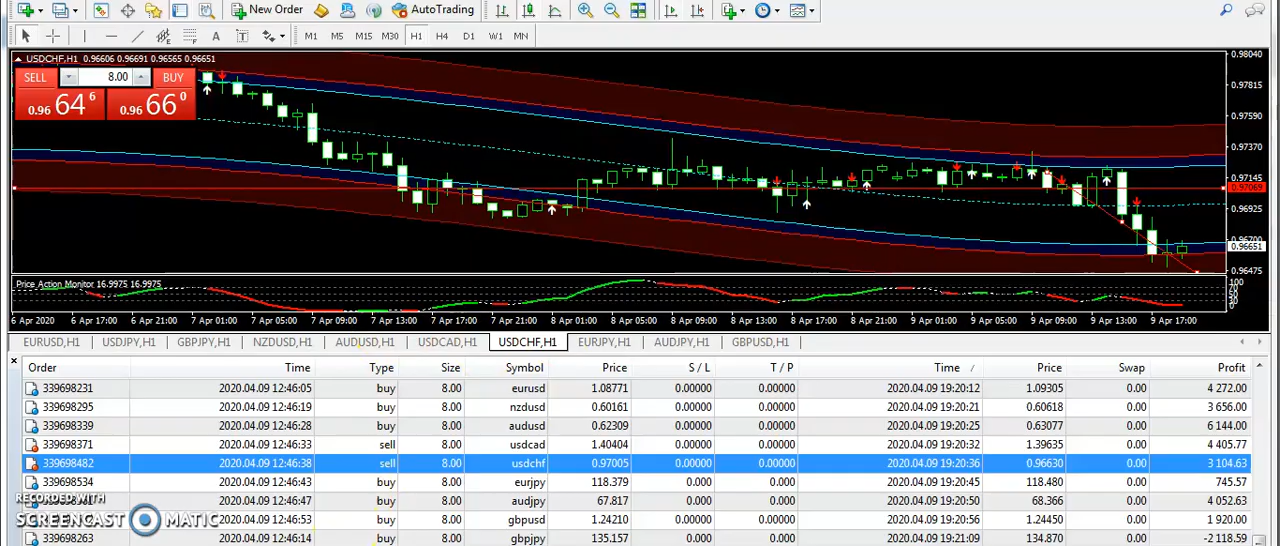 New Order AutoTrading
A T M1 M5 M15 M30 H1 H4 D1 W1 MN
USDCHF,H1 0.96606 0.96691 0.96565 0.96651
SELL 8.00 BUY
0.96 64 6 0.96 66 0
0.98040
0.97815
0.97590
0.97370
0.97145
0.97069
0.96925
0.96700
0.96651
0.96475
Price Action Monitor 16.9975 16.9975
100
0
6 Apr 2020 6 Apr 17:00 6 Apr 21:00 7 Apr 01:00 7 Apr 05:00 7 Apr 09:00 7 Apr 13:00 7 Apr 17:00 7 Apr 21:00 8 Apr 01:00 8 Apr 05:00 8 Apr 09:00 8 Apr 13:00 8 Apr 17:00 8 Apr 21:00 9 Apr 01:00 9 Apr 05:00 9 Apr 09:00 9 Apr 13:00 9 Apr 17:00
EURUSD,H1 USDJPY,H1 GBPJPY,H1 NZDUSD,H1 AUDUSD,H1 USDCAD,H1 USDCHF,H1 EURJPY,H1 AUDJPY,H1 GBPUSD,H1
Order Time Type Size Symbol Price S / L T / P Time / Price Swap Profit
339698231 2020.04.09 12:46:05 buy 8.00 eurusd 1.08771 0.00000 0.00000 2020.04.09 19:20:12 1.09305 0.00 4 272.00
339698295 2020.04.09 12:46:19 buy 8.00 nzdusd 0.60161 0.00000 0.00000 2020.04.09 19:20:21 0.60618 0.00 3 656.00
339698339 2020.04.09 12:46:28 buy 8.00 audusd 0.62309 0.00000 0.00000 2020.04.09 19:20:25 0.63077 0.00 6 144.00
339698371 2020.04.09 12:46:33 sell 8.00 usdcad 1.40404 0.00000 0.00000 2020.04.09 19:20:32 1.39635 0.00 4 405.77
339698482 2020.04.09 12:46:38 sell 8.00 usdchf 0.97005 0.00000 0.00000 2020.04.09 19:20:36 0.96630 0.00 3 104.63
339698534 2020.04.09 12:46:43 buy 8.00 eurjpy 118.379 0.000 0.000 2020.04.09 19:20:45 118.480 0.00 745.57
2020.04.09 12:46:47 buy 8.00 audjpy 67.817 0.000 0.000 2020.04.09 19:20:50 68.366 0.00 4 052.63
2020.04.09 12:46:53 buy 8.00 gbpusd 1.24210 0.00000 0.00000 2020.04.09 19:20:56 1.24450 0.00 1 920.00
339698263 2020.04.09 12:46:14 buy 8.00 gbpjpy 135.157 0.000 0.000 2020.04.09 19:21:09 134.870 0.00 -2 118.59
RECORDED WITH
SCREENCAST MATIC